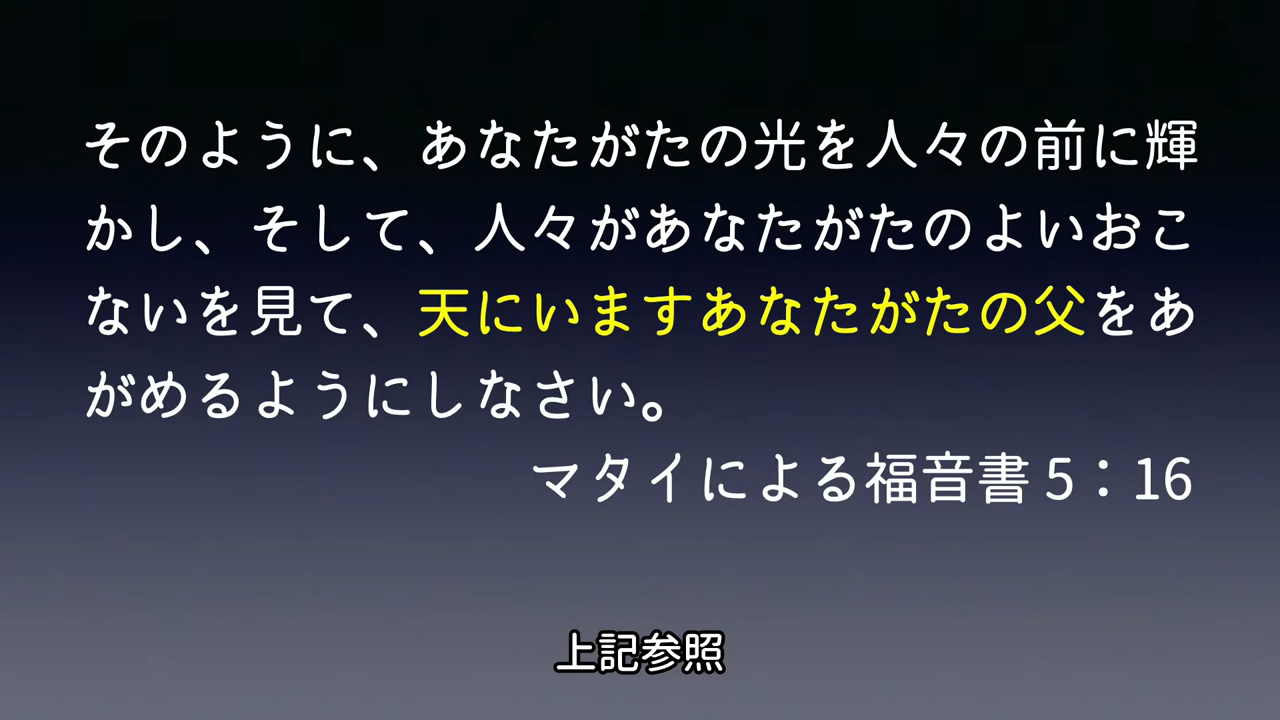 そのように、あなたがたの光を人々の前に輝
かし、そして、人々があなたがたのよいおこ
ないを見て、天にいますあなたがたの父をあ
がめるようにしなさい。
マタイによる福音書 5：16
上記参照